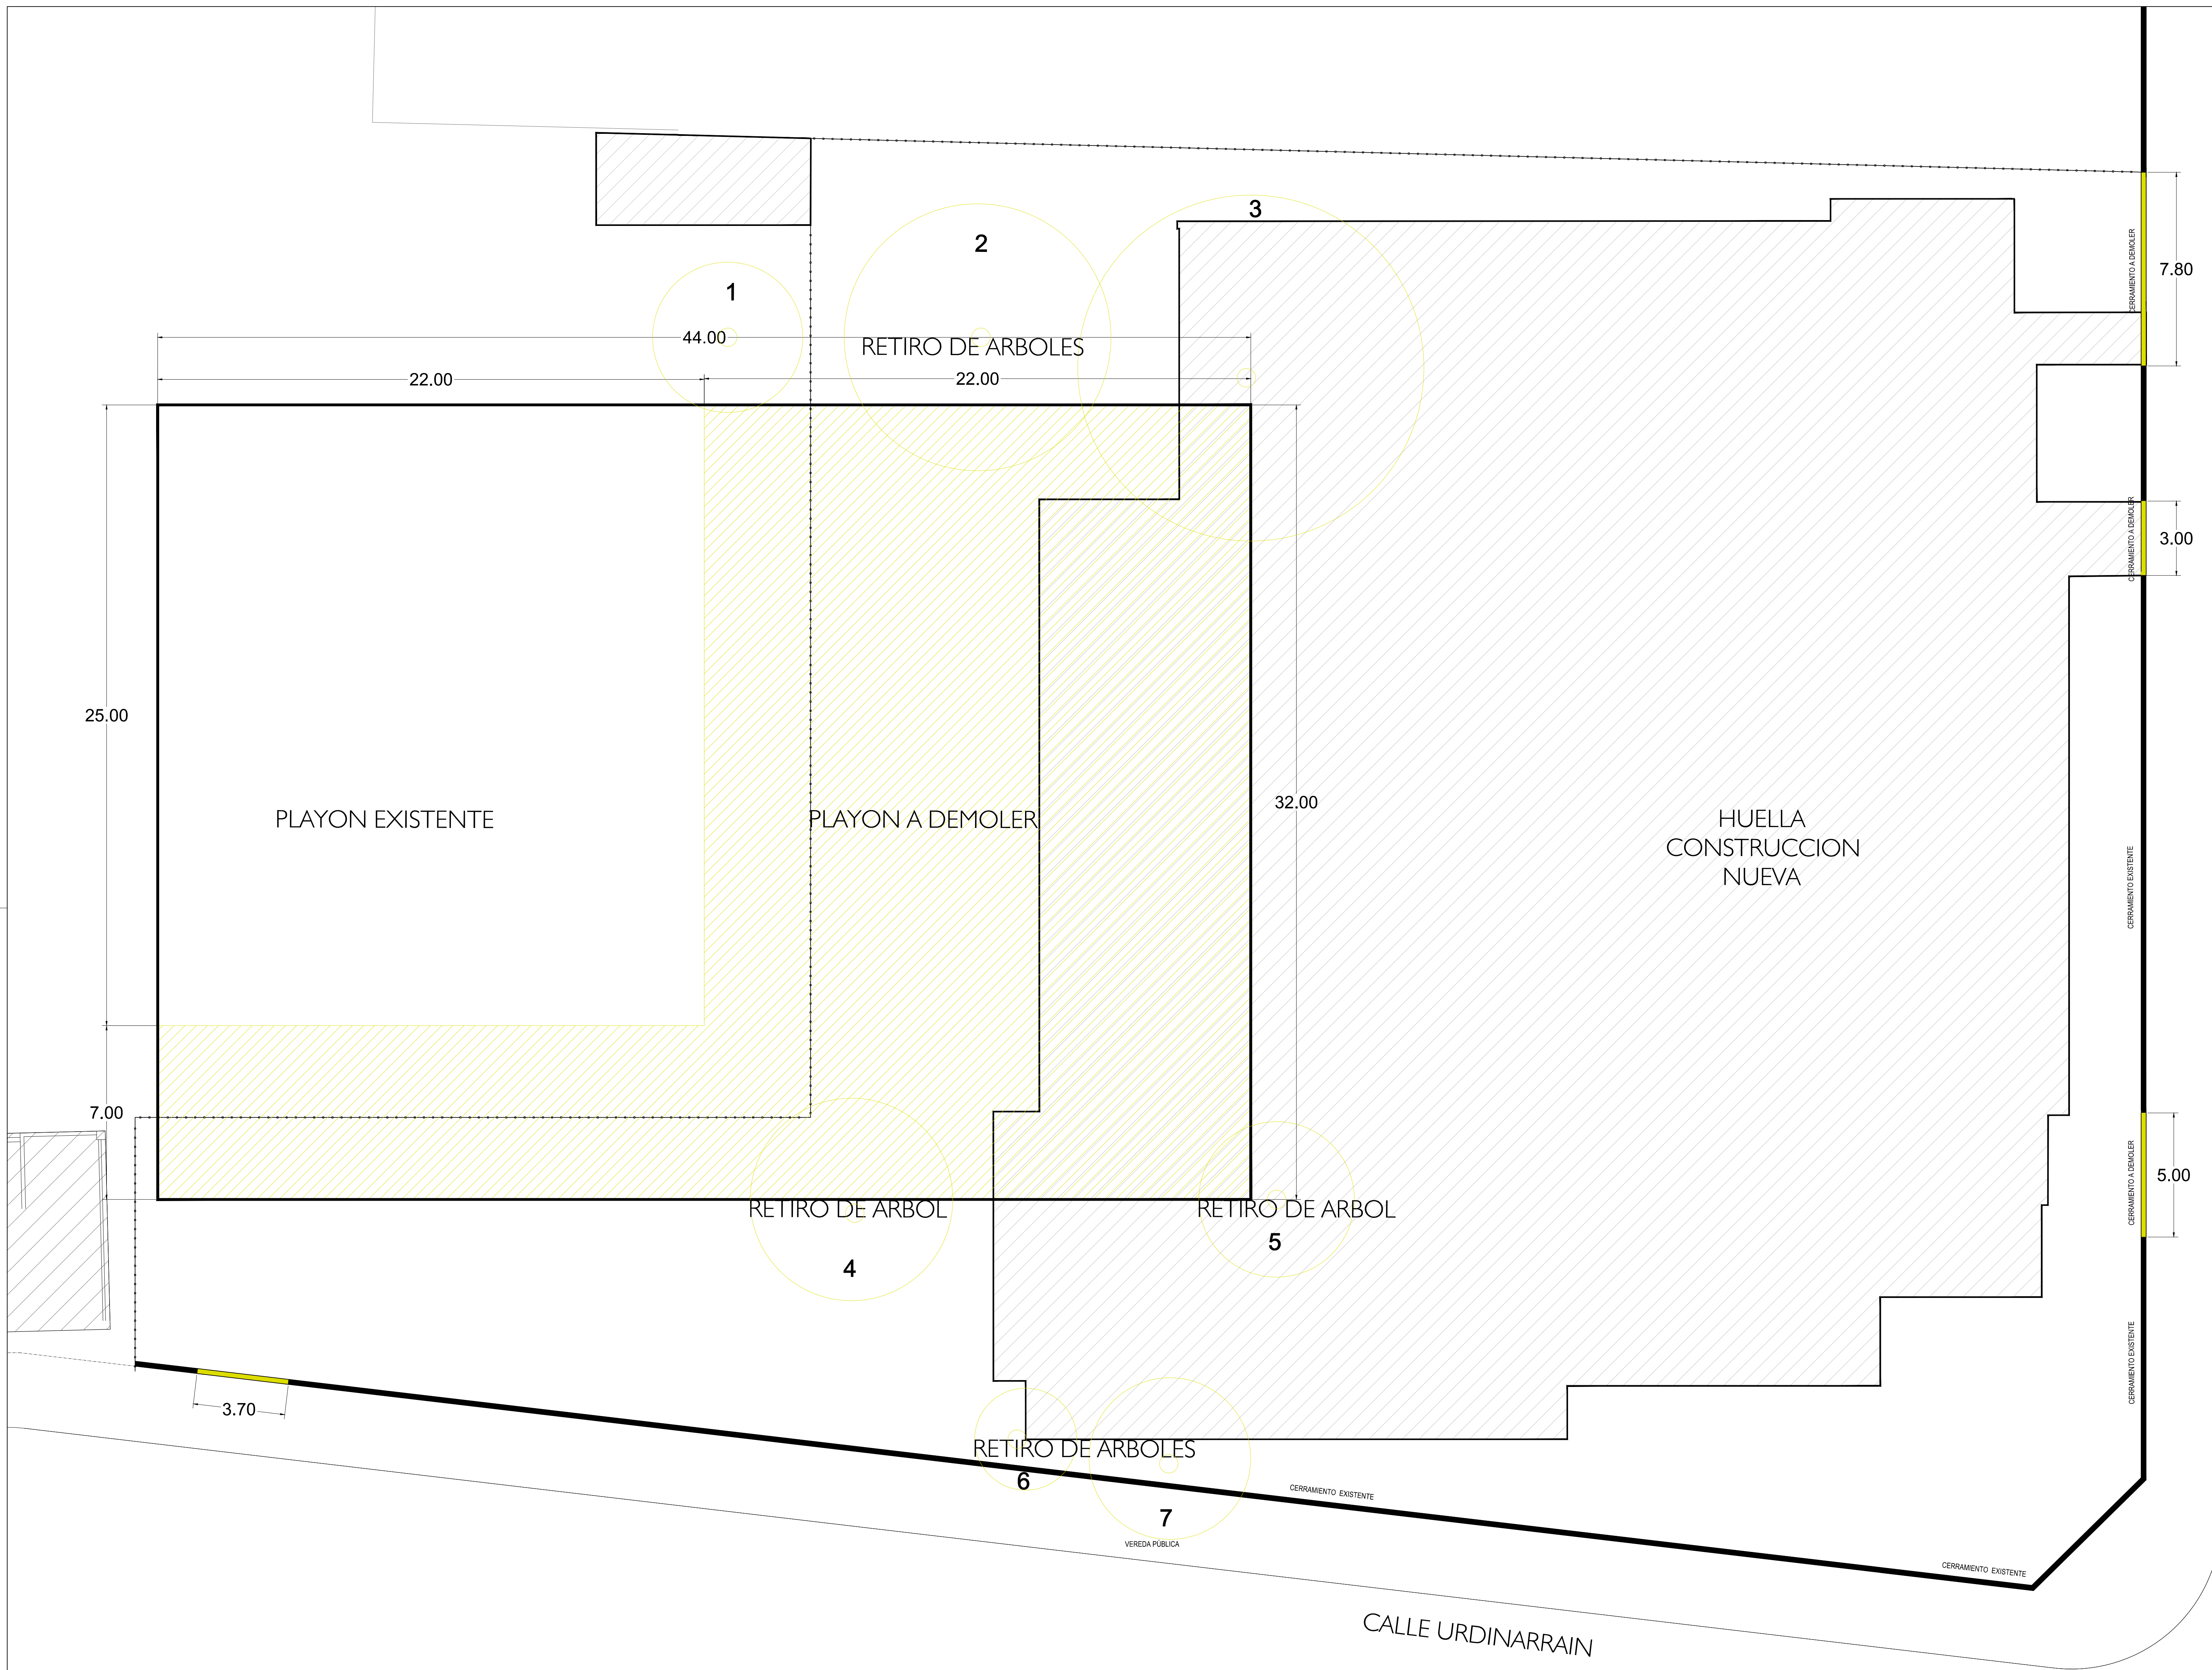 3
2
1
CERRAMIENTO A DEMOLER
7.80
44.00
RETIRO DE ARBOLES
22.00
22.00
CERRAMIENTO A DEMOLER
3.00
25.00
32.00
PLAYON EXISTENTE
PLAYON A DEMOLER
HUELLA
CONSTRUCCION
NUEVA
CERRAMIENTO EXISTENTE
7.00
CERRAMIENTO A DEMOLER
5.00
RETIRO DE ARBOL
RETIRO DE ARBOL
5
4
CERRAMIENTO EXISTENTE
3.70
RETIRO DE ARBOLES
6
7
CERRAMIENTO EXISTENTE
VEREDA PÚBLICA
CERRAMIENTO EXISTENTE
CALLE URDINARRAIN